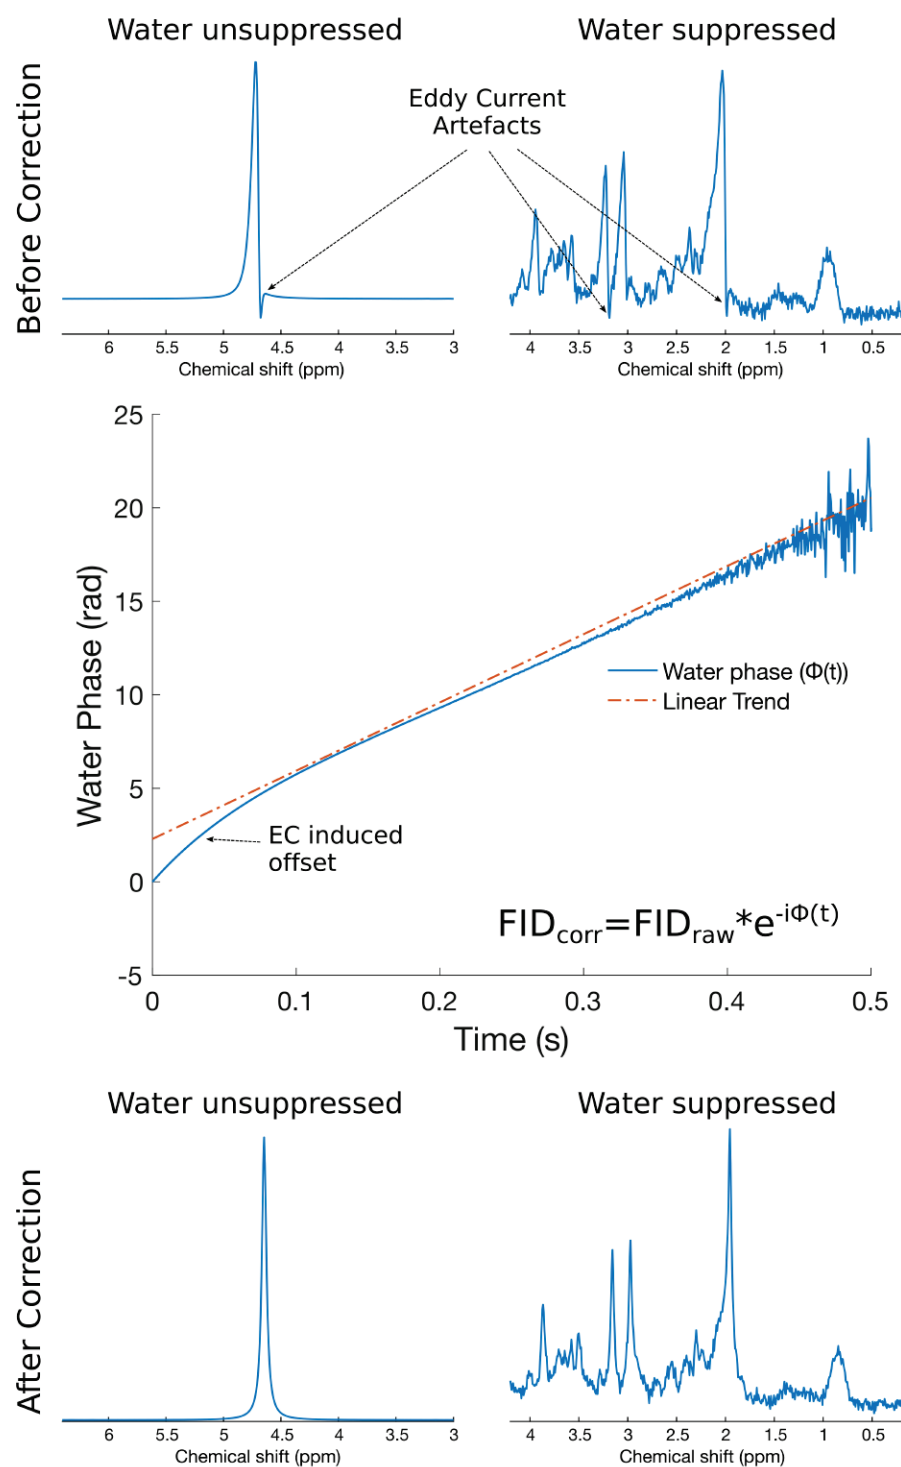 Water unsuppressed
Water suppressed
Before Correction
Eddy Current
Artefacts
6 5.5 5 4.5 4 3.5 3
Chemical shift (ppm)
4 3.5 3 2.5 2 1.5 1 0.5
Chemical shift (ppm)
25
20
15
10
5
0
-5
Water Phase (rad)
Water phase (Φ(t))
Linear Trend
EC induced
offset
FID_corr=FID_raw*e^-iΦ(t)
0 0.1 0.2 0.3 0.4 0.5
Time (s)
Water unsuppressed
Water suppressed
After Correction
6 5.5 5 4.5 4 3.5 3
Chemical shift (ppm)
4 3.5 3 2.5 2 1.5 1 0.5
Chemical shift (ppm)